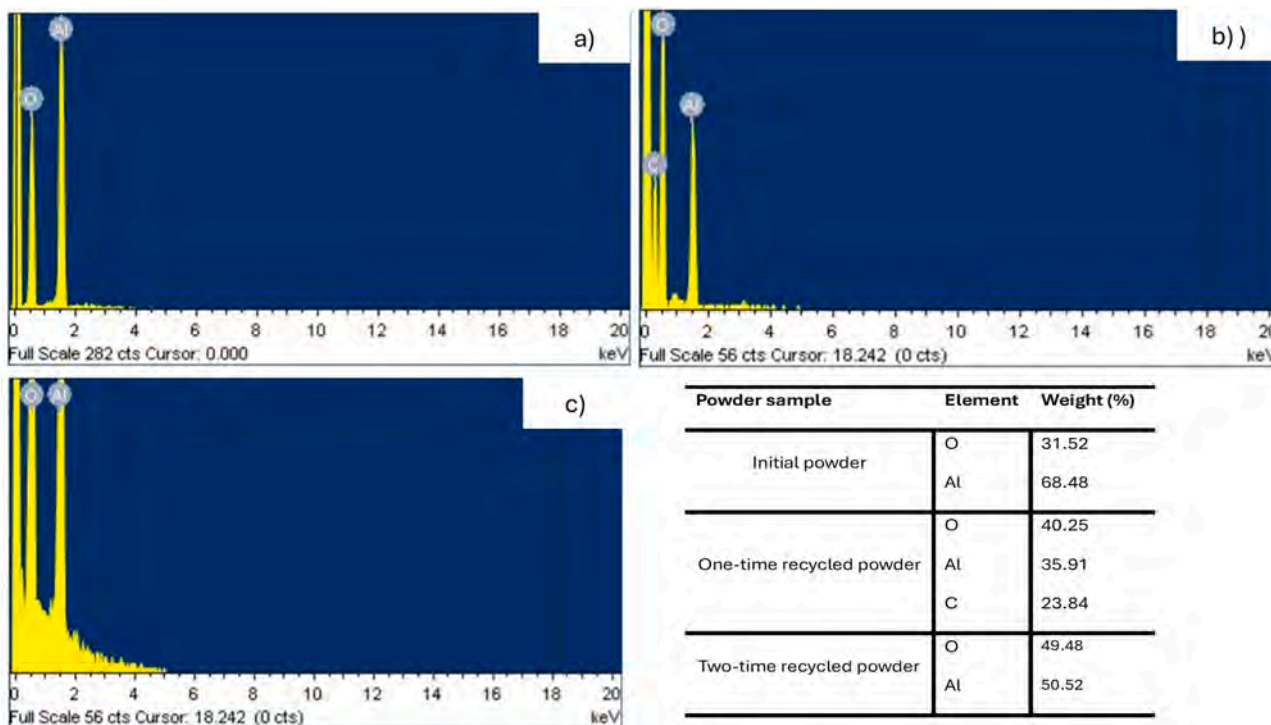 a)
Al
O
0 2 4 6 8 10 12 14 16 18 20
Full Scale 282 cts Cursor: 0.000 keV
b) )
O
Al
C
0 2 4 6 8 10 12 14 16 18 20
Full Scale 56 cts Cursor: 18.242 (0 cts) keV
c)
O Al
0 2 4 6 8 10 12 14 16 18 20
Full Scale 56 cts Cursor: 18.242 (0 cts) keV
Powder sample Element Weight (%)
Initial powder
O 31.52
Al 68.48
One-time recycled powder
O 40.25
Al 35.91
C 23.84
Two-time recycled powder
O 49.48
Al 50.52